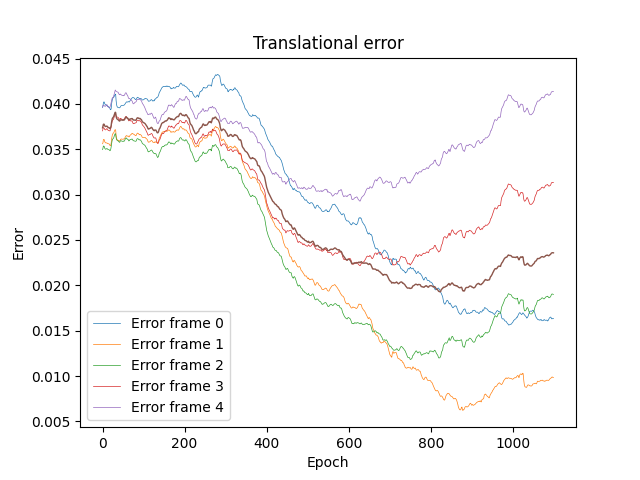 Translational error
0.045
0.040
0.035
0.030
0.025
0.020
0.015
0.010
0.005
Error
Error frame 0
Error frame 1
Error frame 2
Error frame 3
Error frame 4
0 200 400 600 800 1000
Epoch